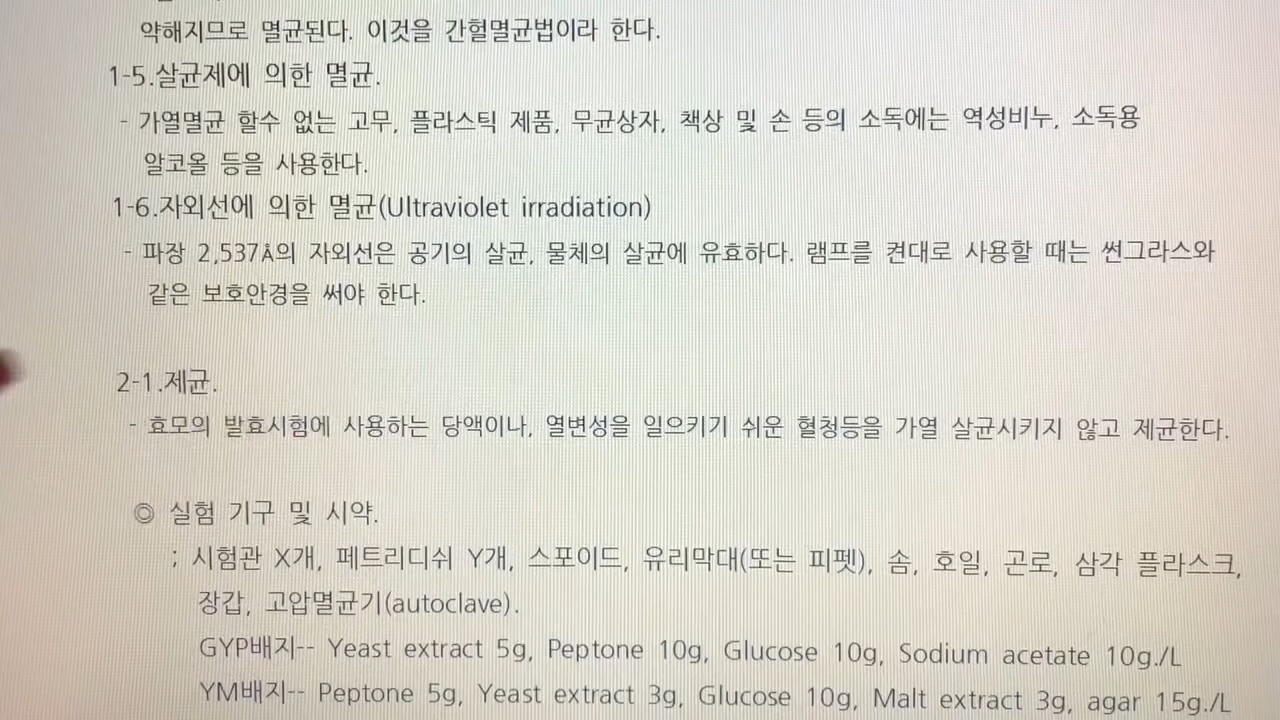 약해지므로 멸균된다. 이것을 간헐멸균법이라 한다.
1-5.살균제에 의한 멸균.
- 가열멸균 할수 없는 고무, 플라스틱 제품, 무균상자, 책상 및 손 등의 소독에는 역성비누, 소독용
알코올 등을 사용한다.
1-6.자외선에 의한 멸균(Ultraviolet irradiation)
- 파장 2,537Å의 자외선은 공기의 살균, 물체의 살균에 유효하다. 램프를 켠대로 사용할 때는 썬그라스와
같은 보호안경을 써야 한다.
2-1.제균.
- 효모의 발효시험에 사용하는 당액이나, 열변성을 일으키기 쉬운 혈청등을 가열 살균시키지 않고 제균한다.
◎ 실험 기구 및 시약.
; 시험관 X개, 페트리디쉬 Y개, 스포이드, 유리막대(또는 피펫), 솜, 호일, 곤로, 삼각 플라스크,
장갑, 고압멸균기(autoclave).
GYP배지-- Yeast extract 5g, Peptone 10g, Glucose 10g, Sodium acetate 10g./L
YM배지-- Peptone 5g, Yeast extract 3g, Glucose 10g, Malt extract 3g, agar 15g./L